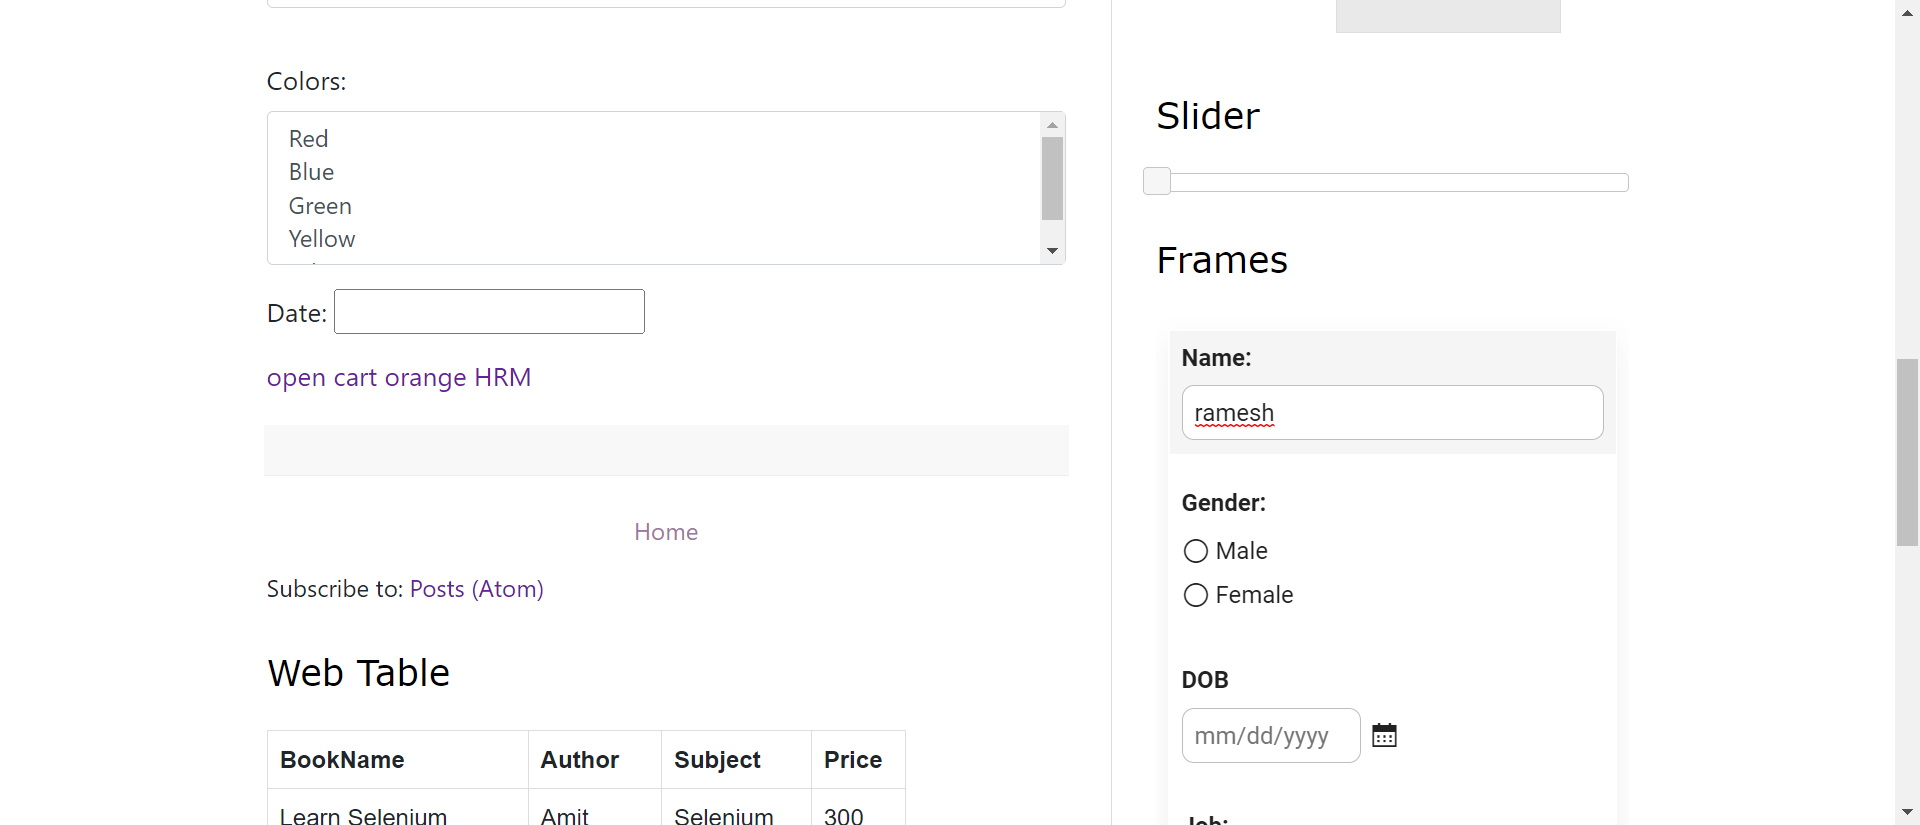 Colors:
Red
Blue
Green
Yellow
Date:
open cart orange HRM
Home
Subscribe to: Posts (Atom)
Web Table
BookName Author Subject Price
Learn Selenium Amit Selenium 300
Slider
Frames
Name:
ramesh
Gender:
Male
Female
DOB
mm/dd/yyyy
Job: